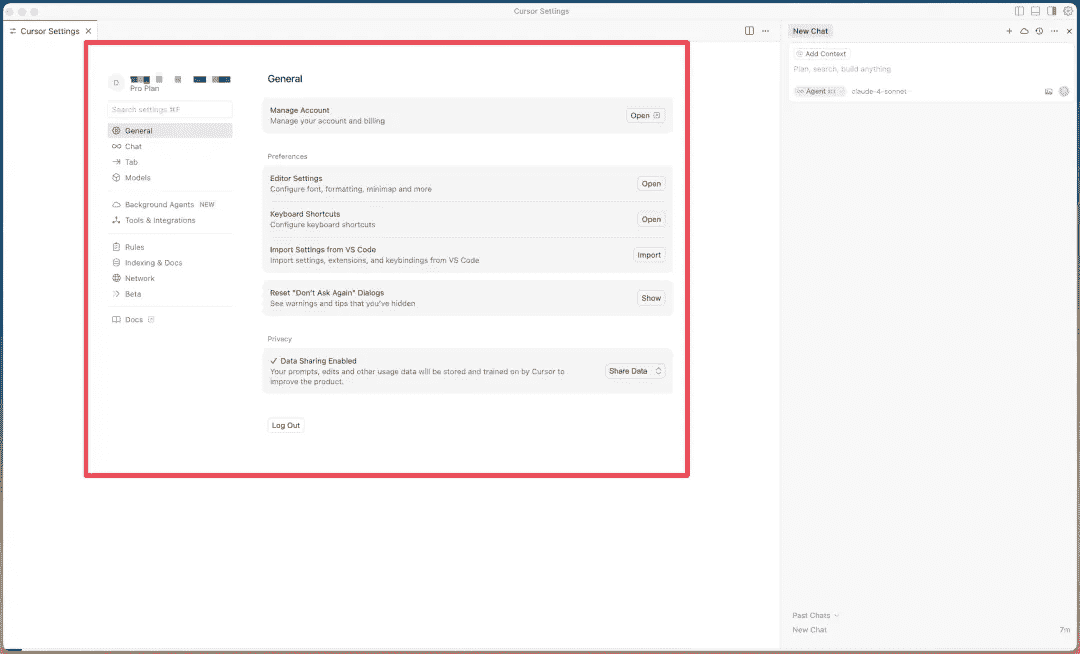 Cursor Settings
Cursor Settings
Pro Plan
Search settings ⌘F
General
Chat
Tab
Models
Background Agents NEW
Tools & Integrations
Rules
Indexing & Docs
Network
Beta
Docs
General
Manage Account
Manage your account and billing
Open
Preferences
Editor Settings
Configure font, formatting, minimap and more
Open
Keyboard Shortcuts
Configure keyboard shortcuts
Open
Import Settings from VS Code
Import settings, extensions, and keybindings from VS Code
Import
Reset "Don't Ask Again" Dialogs
See warnings and tips that you've hidden
Show
Privacy
Data Sharing Enabled
Your prompts, edits and other usage data will be stored and trained on by Cursor to
improve the product.
Share Data
Log Out
New Chat
Add Context
Plan, search, build anything
Agent ⌘I
claude-4-sonnet
Past Chats
New Chat
7m